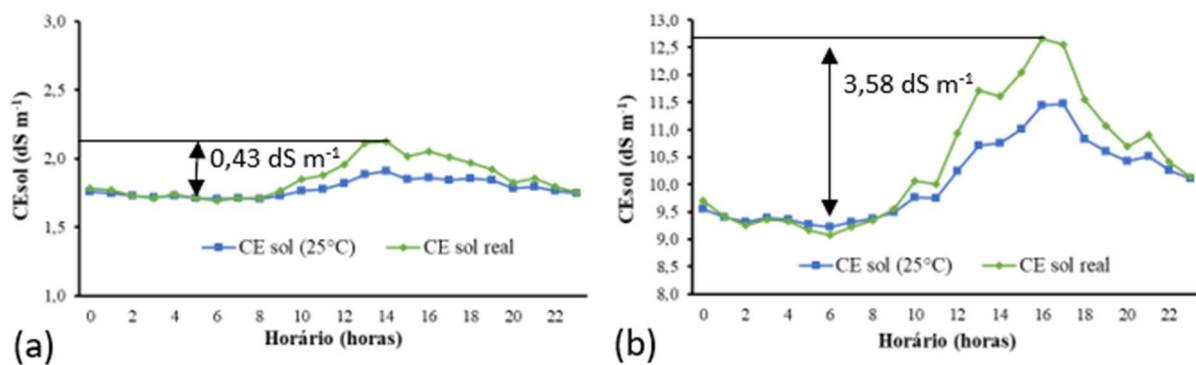 3,0
2,5
2,0
1,5
1,0
CEsol (dS m⁻¹)
0,43 dS m⁻¹
CE sol (25°C) CE sol real
0 2 4 6 8 10 12 14 16 18 20 22
Horário (horas)
(a)
13,0
12,5
12,0
11,5
11,0
10,5
10,0
9,5
9,0
8,5
8,0
CEsol (dS m⁻¹)
3,58 dS m⁻¹
CE sol (25°C) CE sol real
0 2 4 6 8 10 12 14 16 18 20 22
Horário (horas)
(b)